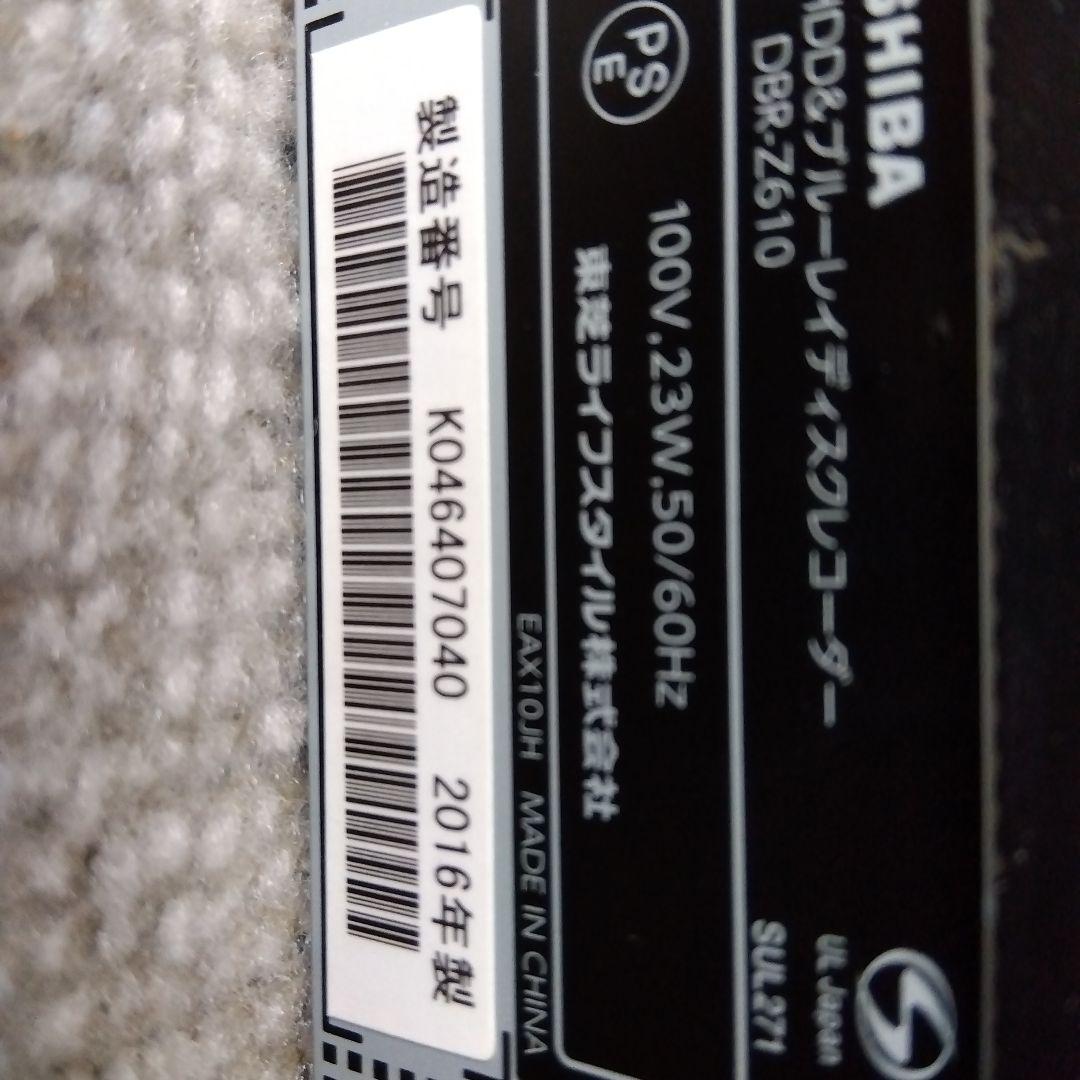 SHIBA
HDD&ブルーレイディスクレコーダー
DBR-Z610
UL Japan
SUL271
100V,23W,50/60Hz
PS
E
東芝ライフスタイル株式会社
EAX10JH MADE IN CHINA
製造番号 K046407040 2016年製